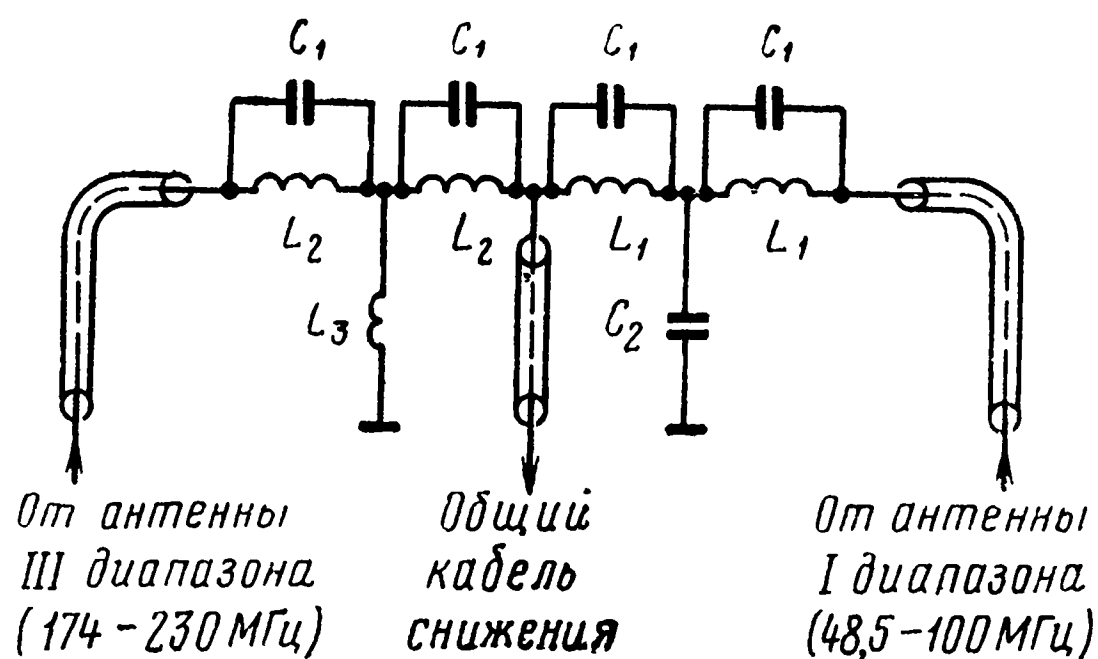 C₁ C₁ C₁ C₁
L₂ L₂ L₁ L₁
L₃ C₂
От антенны
III диапазона
(174-230 МГц)
Общий
кабель
снижения
От антенны
I диапазона
(48,5-100 МГц)